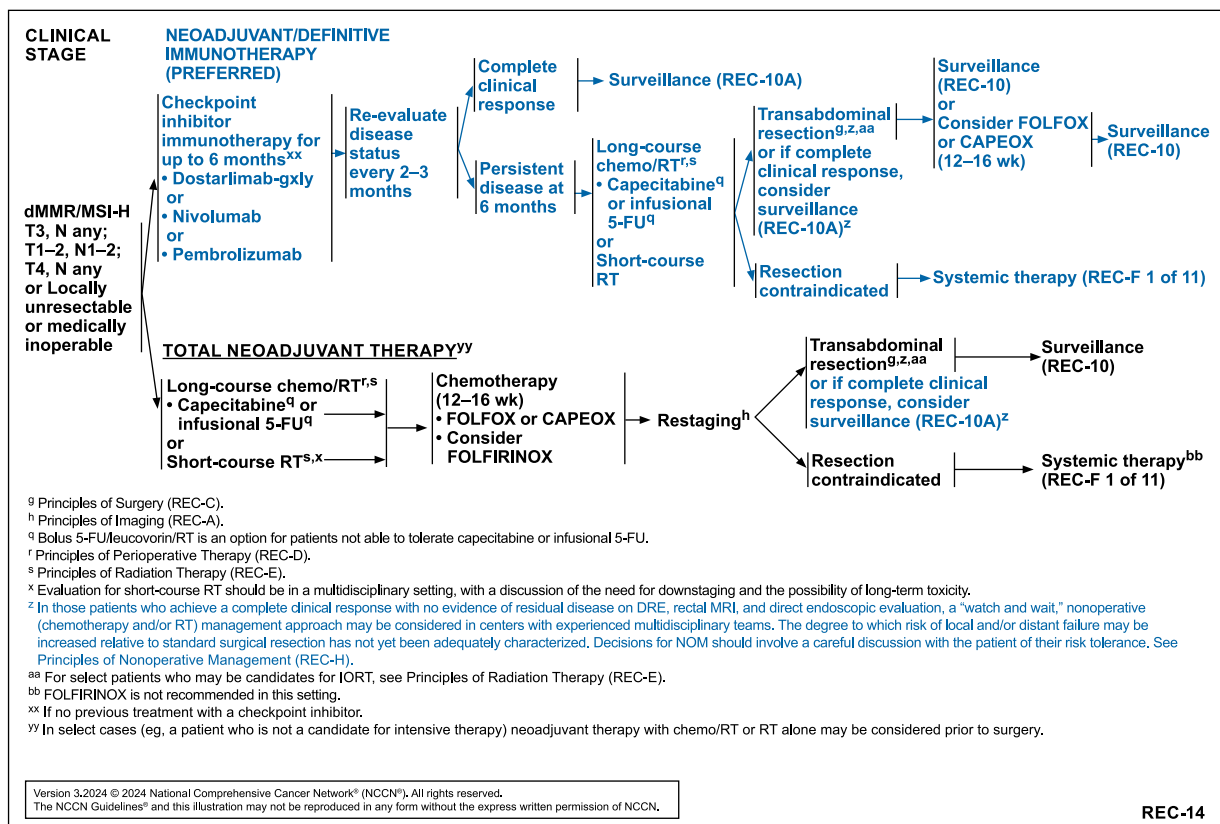 CLINICAL
STAGE
NEOADJUVANT/DEFINITIVE
IMMUNOTHERAPY
(PREFERRED)
dMMR/MSI-H
T3, N any;
T1–2, N1–2;
T4, N any
or Locally
unresectable
or medically
inoperable
Checkpoint
inhibitor
immunotherapy for
up to 6 months^xx
• Dostarlimab-gxly
or
• Nivolumab
or
• Pembrolizumab
Re-evaluate
disease
status
every 2–3
months
Complete
clinical
response
Surveillance (REC-10A)
Persistent
disease at
6 months
Long-course
chemo/RT^r,s
• Capecitabine^q
or infusional
5-FU^q
or
Short-course
RT
Transabdominal
resection^g,z,aa
or if complete
clinical response,
consider
surveillance
(REC-10A)^z
Surveillance
(REC-10)
or
Consider FOLFOX
or CAPEOX
(12–16 wk)
Surveillance
(REC-10)
Resection
contraindicated
Systemic therapy (REC-F 1 of 11)
TOTAL NEOADJUVANT THERAPY^yy
Long-course chemo/RT^r,s
• Capecitabine^q or
infusional 5-FU^q
or
Short-course RT^s,x
Chemotherapy
(12–16 wk)
• FOLFOX or CAPEOX
• Consider
FOLFIRINOX
Restaging^h
Transabdominal
resection^g,z,aa
or if complete clinical
response, consider
surveillance (REC-10A)^z
Surveillance
(REC-10)
Resection
contraindicated
Systemic therapy^bb
(REC-F 1 of 11)
^g Principles of Surgery (REC-C).
^h Principles of Imaging (REC-A).
^q Bolus 5-FU/leucovorin/RT is an option for patients not able to tolerate capecitabine or infusional 5-FU.
^r Principles of Perioperative Therapy (REC-D).
^s Principles of Radiation Therapy (REC-E).
^x Evaluation for short-course RT should be in a multidisciplinary setting, with a discussion of the need for downstaging and the possibility of long-term toxicity.
^z In those patients who achieve a complete clinical response with no evidence of residual disease on DRE, rectal MRI, and direct endoscopic evaluation, a “watch and wait,” nonoperative
(chemotherapy and/or RT) management approach may be considered in centers with experienced multidisciplinary teams. The degree to which risk of local and/or distant failure may be
increased relative to standard surgical resection has not yet been adequately characterized. Decisions for NOM should involve a careful discussion with the patient of their risk tolerance. See
Principles of Nonoperative Management (REC-H).
^aa For select patients who may be candidates for IORT, see Principles of Radiation Therapy (REC-E).
^bb FOLFIRINOX is not recommended in this setting.
^xx If no previous treatment with a checkpoint inhibitor.
^yy In select cases (eg, a patient who is not a candidate for intensive therapy) neoadjuvant therapy with chemo/RT or RT alone may be considered prior to surgery.
Version 3.2024 © 2024 National Comprehensive Cancer Network® (NCCN®). All rights reserved.
The NCCN Guidelines® and this illustration may not be reproduced in any form without the express written permission of NCCN.
REC-14